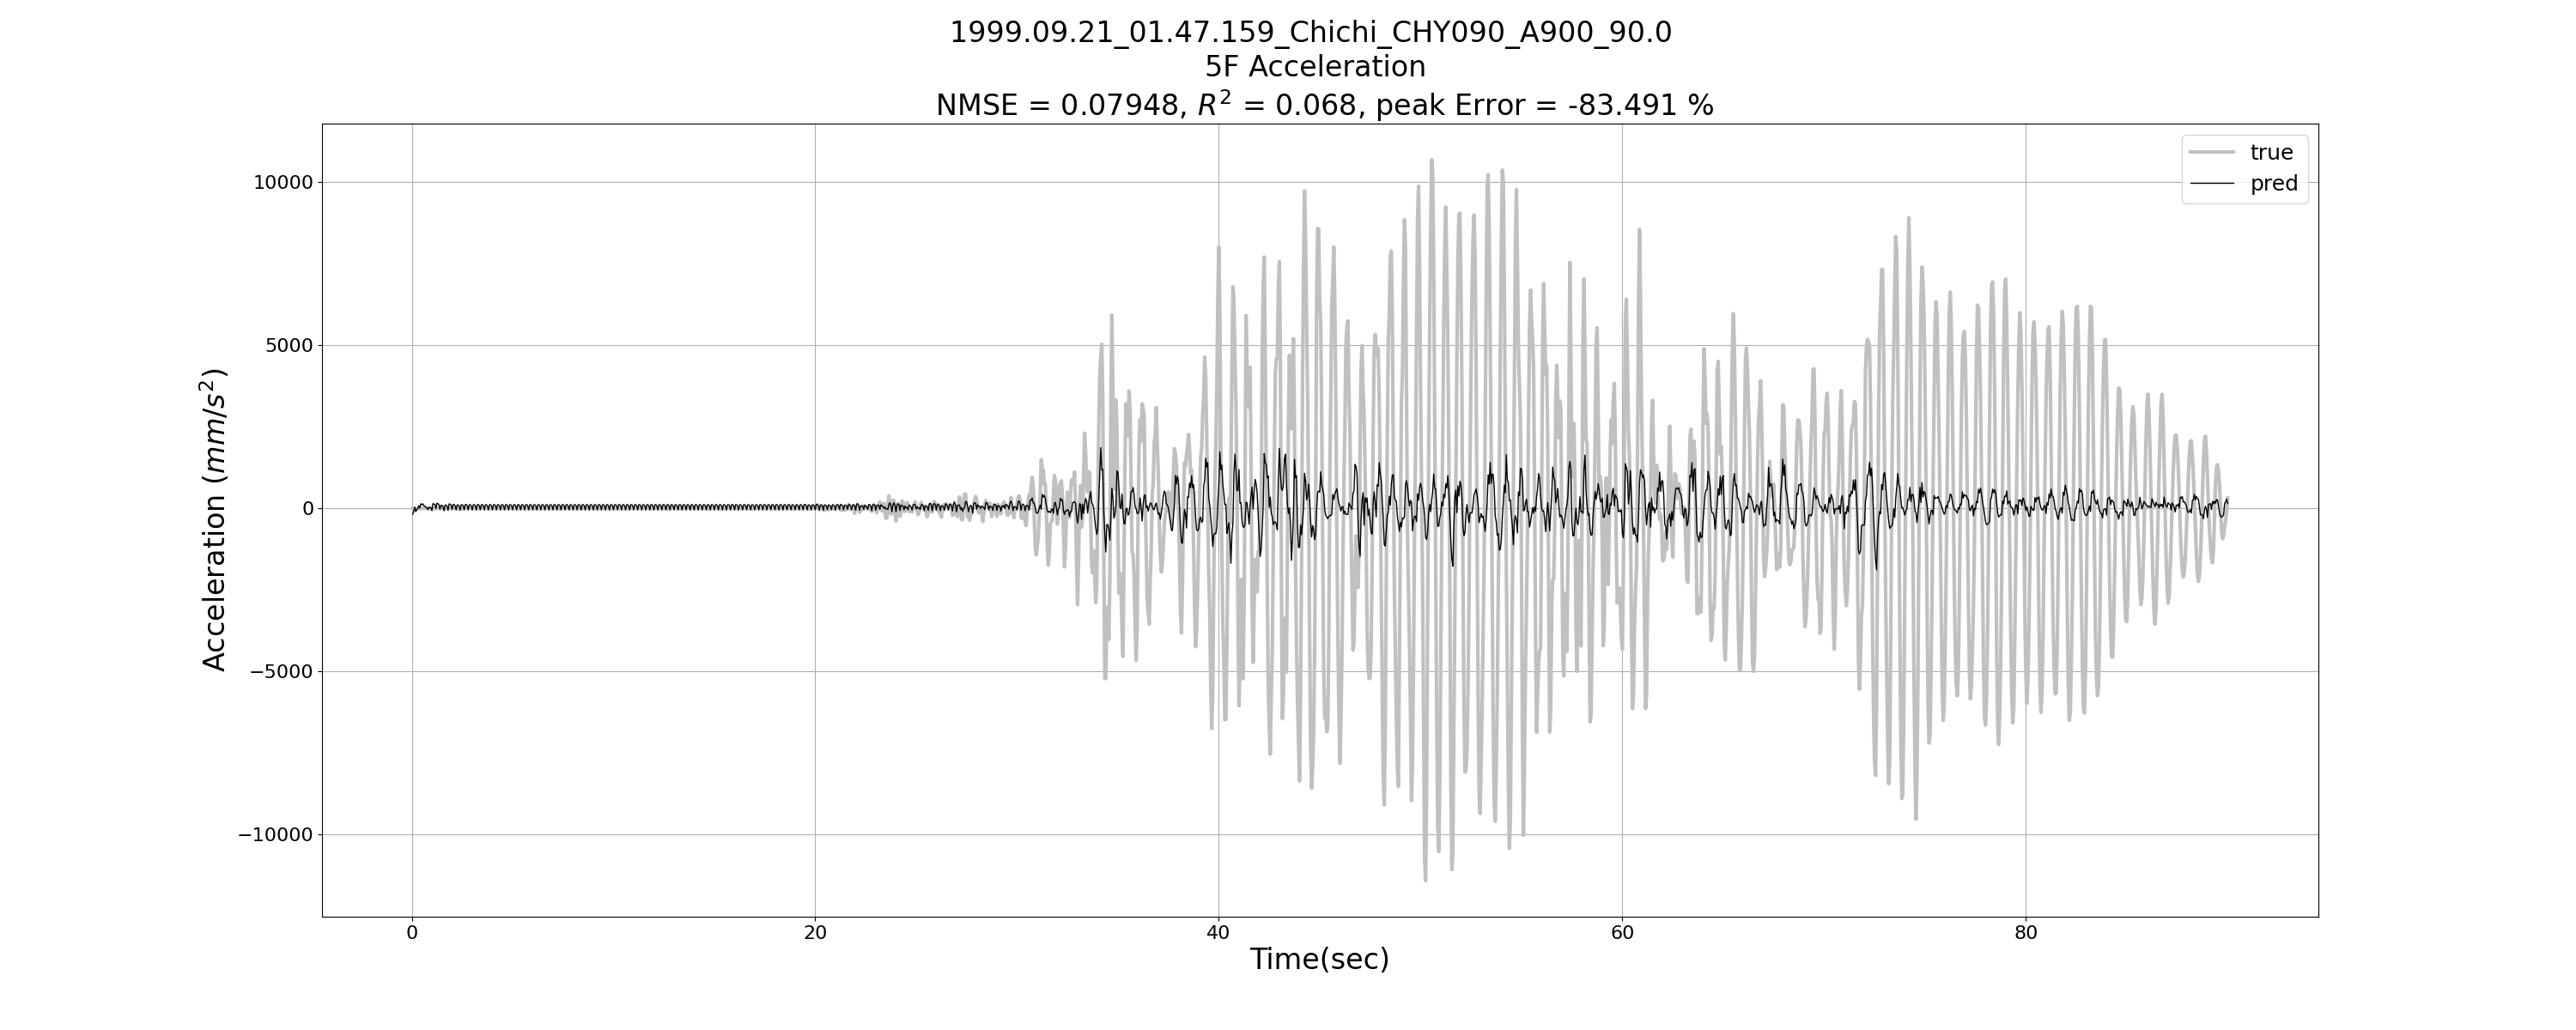 1999.09.21_01.47.159_Chichi_CHY090_A900_90.0
5F Acceleration
NMSE = 0.07948, R² = 0.068, peak Error = -83.491 %
true
pred
10000
5000
0
−5000
−10000
Acceleration (mm/s²)
0
20
40
60
80
Time(sec)